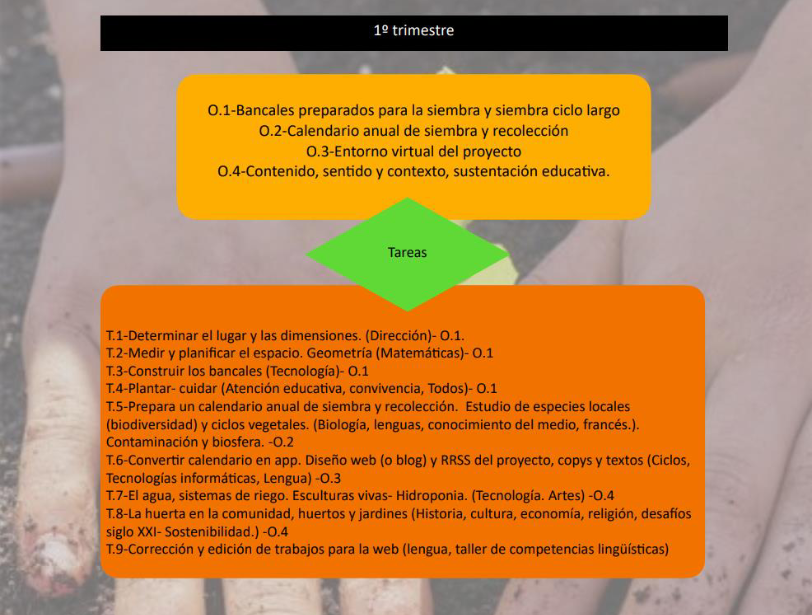 1º trimestre
O.1-Bancales preparados para la siembra y siembra ciclo largo
O.2-Calendario anual de siembra y recolección
O.3-Entorno virtual del proyecto
O.4-Contenido, sentido y contexto, sustentación educativa.
Tareas
T.1-Determinar el lugar y las dimensiones. (Dirección)- O.1.
T.2-Medir y planificar el espacio. Geometría (Matemáticas)- O.1
T.3-Construir los bancales (Tecnología)- O.1
T.4-Plantar- cuidar (Atención educativa, convivencia, Todos)- O.1
T.5-Prepara un calendario anual de siembra y recolección.  Estudio de especies locales
(biodiversidad) y ciclos vegetales. (Biología, lenguas, conocimiento del medio, francés.).
Contaminación y biosfera. -O.2
T.6-Convertir calendario en app. Diseño web (o blog) y RRSS del proyecto, copys y textos (Ciclos,
Tecnologías informáticas, Lengua) -O.3
T.7-El agua, sistemas de riego. Esculturas vivas- Hidroponia. (Tecnología. Artes) -O.4
T.8-La huerta en la comunidad, huertos y jardines (Historia, cultura, economía, religión, desafíos
siglo XXI- Sostenibilidad.) -O.4
T.9-Corrección y edición de trabajos para la web (lengua, taller de competencias lingüísticas)